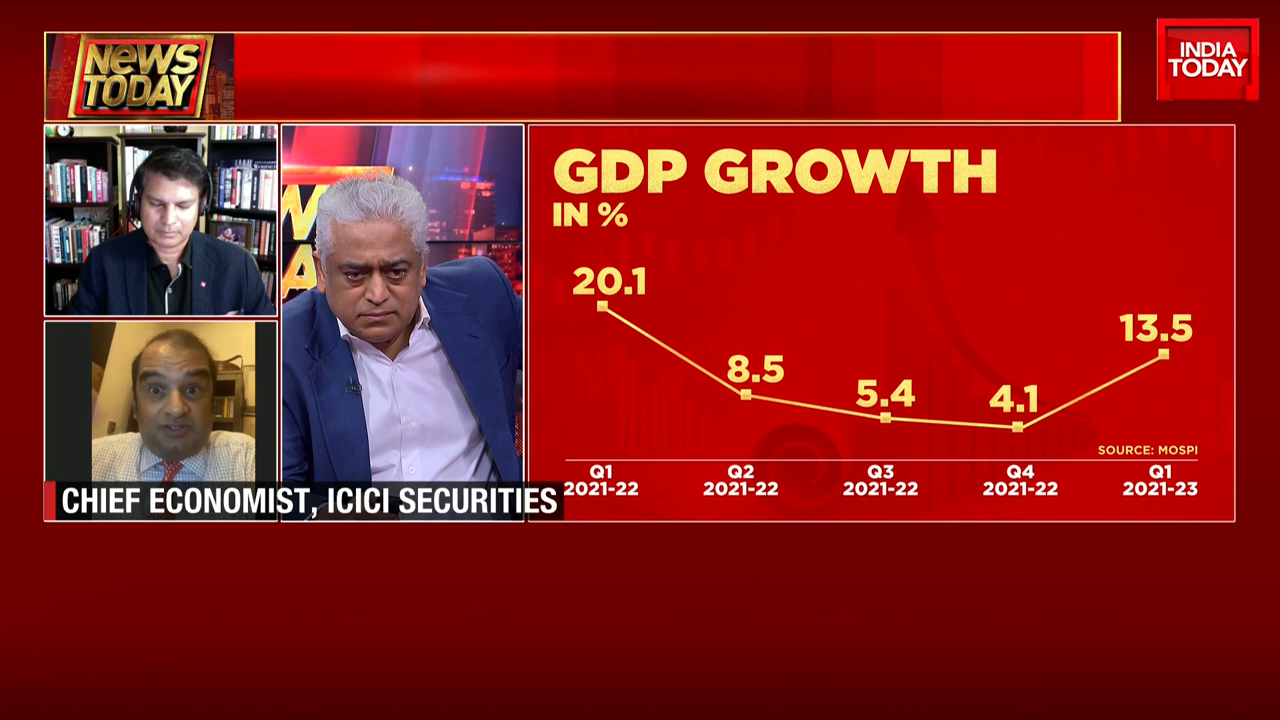 NEWS
TODAY
INDIA
TODAY
GDP GROWTH
IN %
20.1
8.5
5.4
4.1
13.5
SOURCE: MOSPI
Q1
2021-22
Q2
2021-22
Q3
2021-22
Q4
2021-22
Q1
2021-23
CHIEF ECONOMIST, ICICI SECURITIES